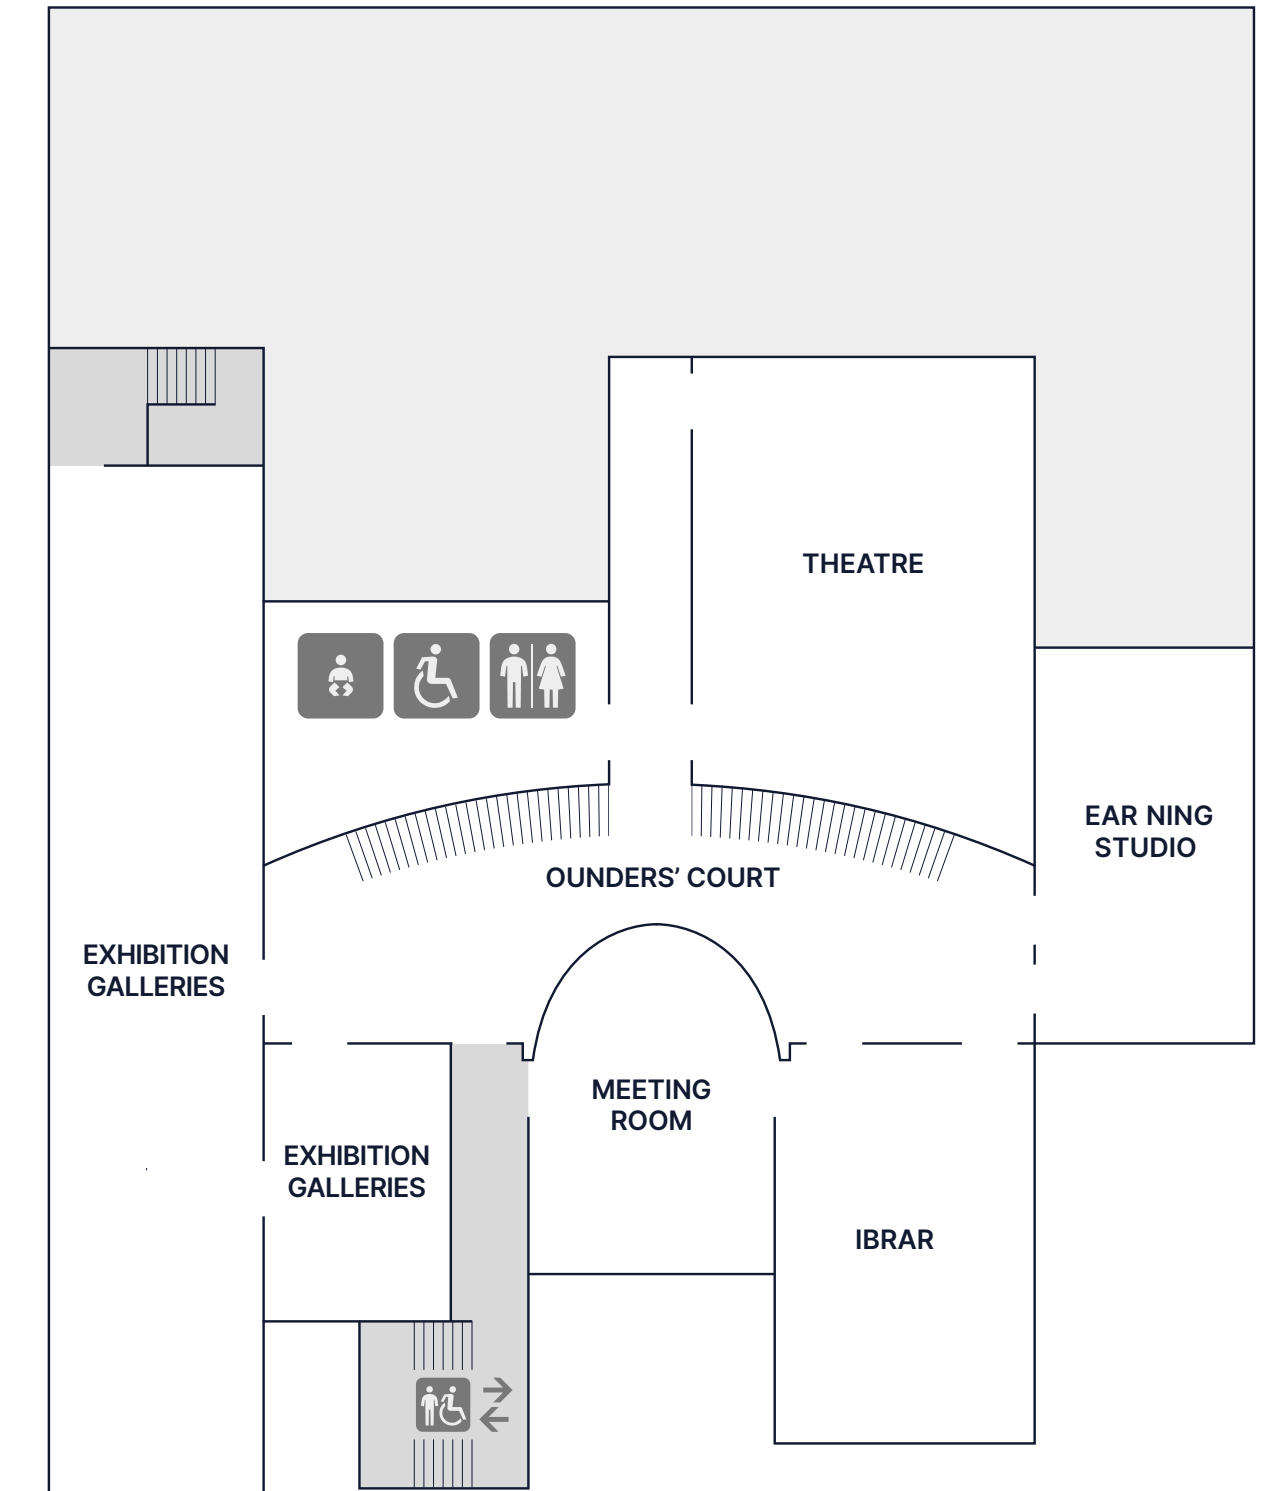 THEATRE
EAR NING
STUDIO
OUNDERS’ COURT
EXHIBITION
GALLERIES
MEETING
ROOM
EXHIBITION
GALLERIES
IBRAR